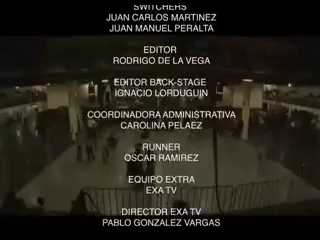 SWITCHERS
JUAN CARLOS MARTINEZ
JUAN MANUEL PERALTA
EDITOR
RODRIGO DE LA VEGA
EDITOR BACK-STAGE
IGNACIO LORDUGUIN
COORDINADORA ADMINISTRATIVA
CAROLINA PELAEZ
RUNNER
OSCAR RAMIREZ
EQUIPO EXTRA
EXA TV
DIRECTOR EXA TV
PABLO GONZALEZ VARGAS